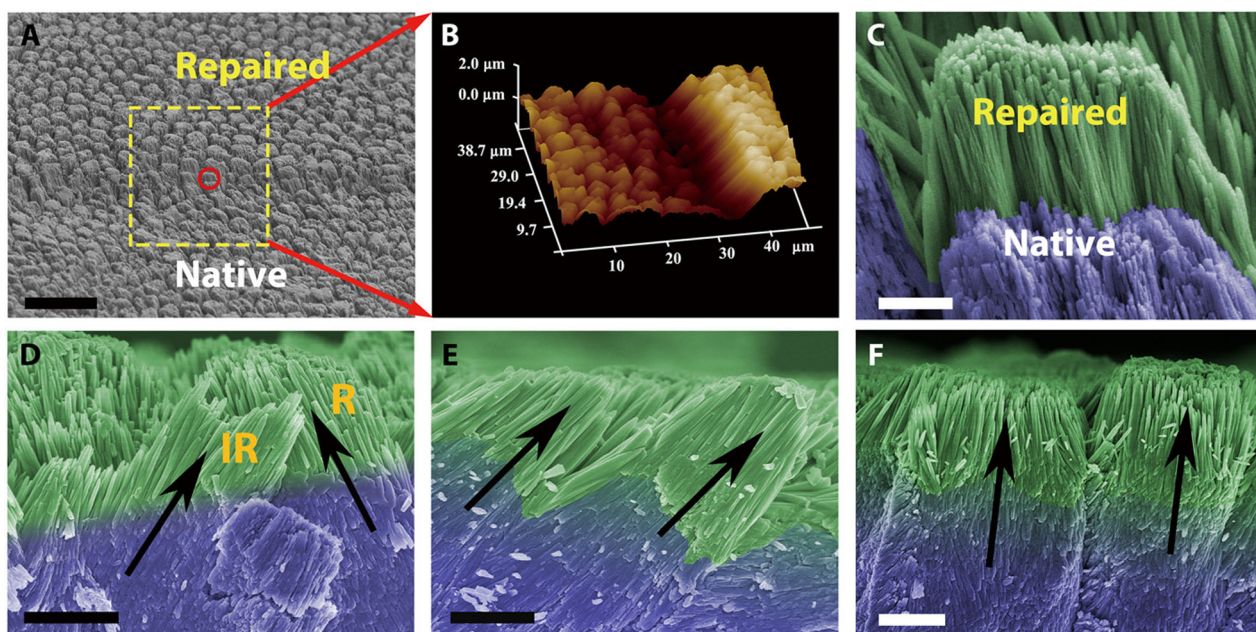 A
Repaired
Native
B
2.0 µm
0.0 µm
38.7 µm
29.0
19.4
9.7
10
20
30
40
µm
C
Repaired
Native
D
R
IR
E
F